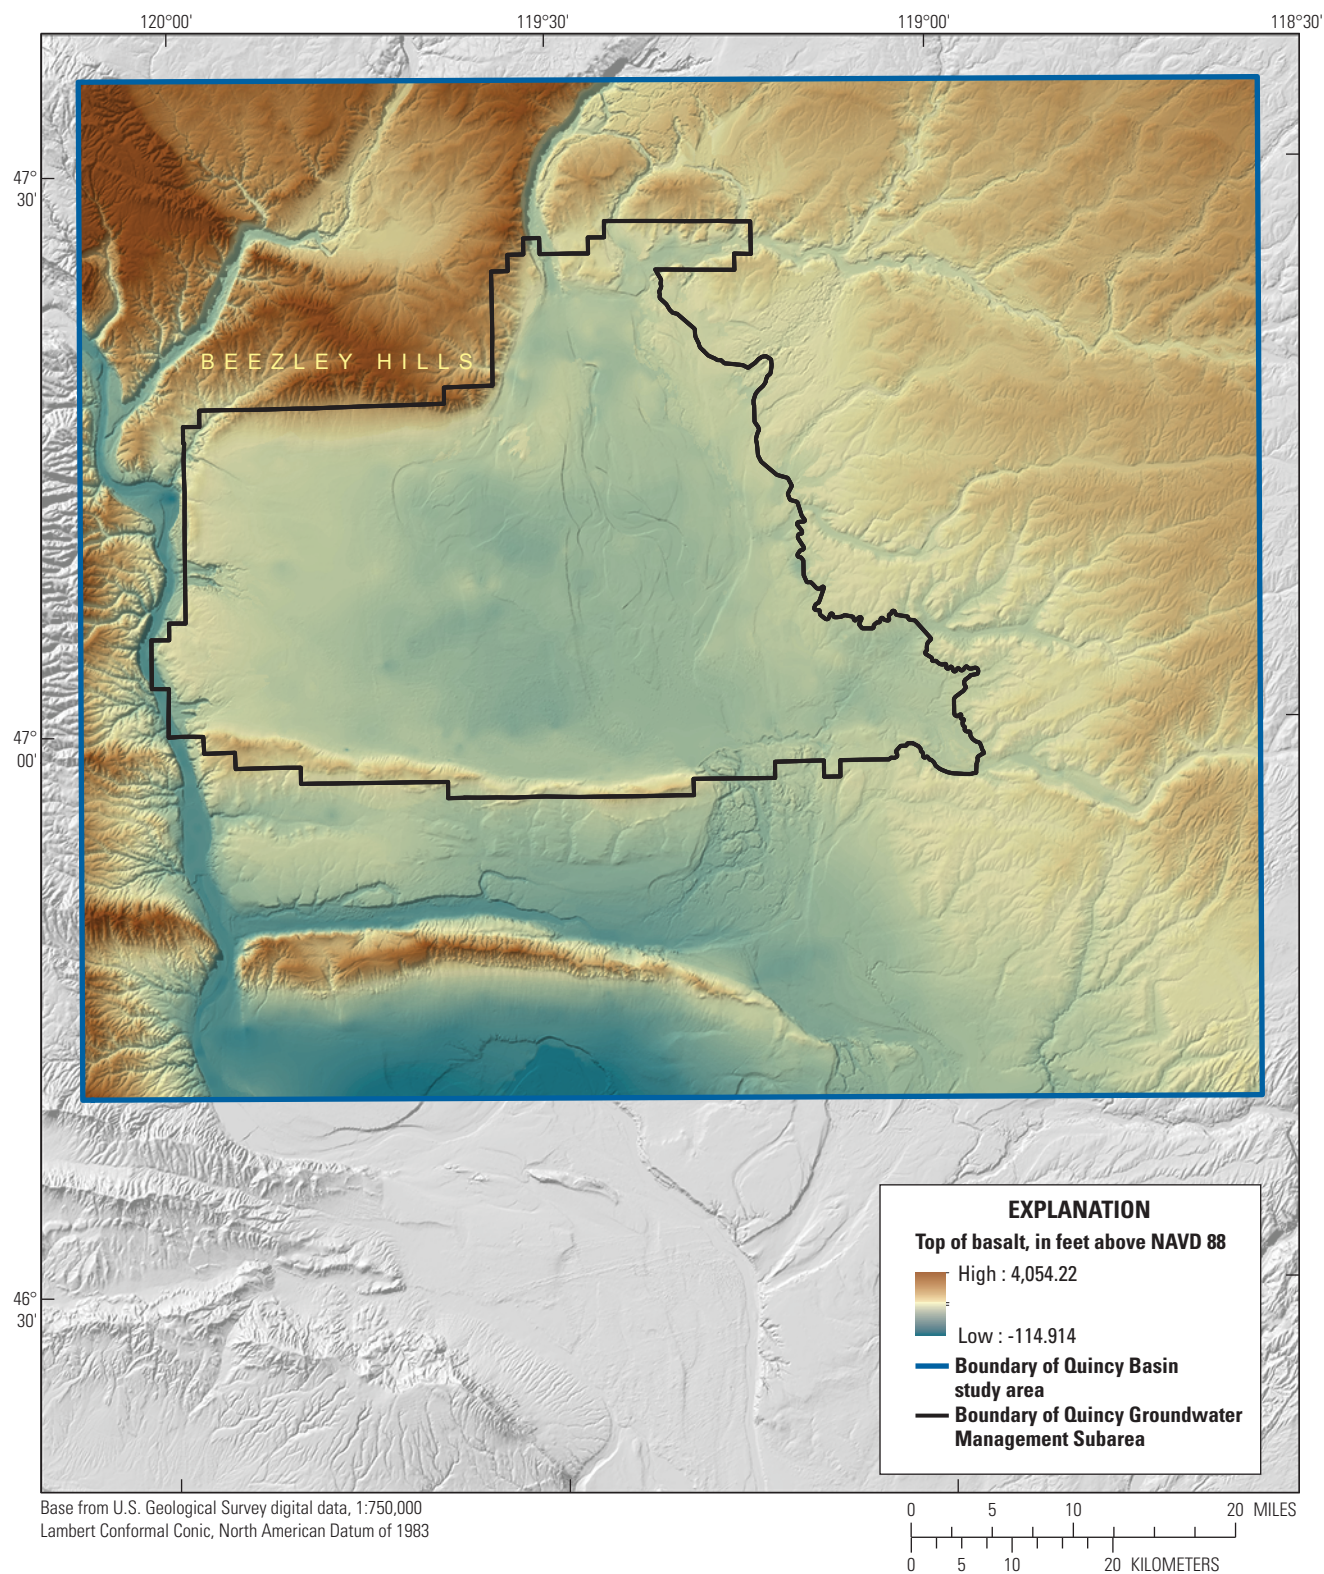 120°00'
119°30'
119°00'
118°30'
47°
30'
BEEZLEY HILLS
47°
00'
46°
30'
EXPLANATION
Top of basalt, in feet above NAVD 88
High : 4,054.22
Low : -114.914
Boundary of Quincy Basin
study area
Boundary of Quincy Groundwater
Management Subarea
Base from U.S. Geological Survey digital data, 1:750,000
Lambert Conformal Conic, North American Datum of 1983
0 5 10 20 MILES
0 5 10 20 KILOMETERS